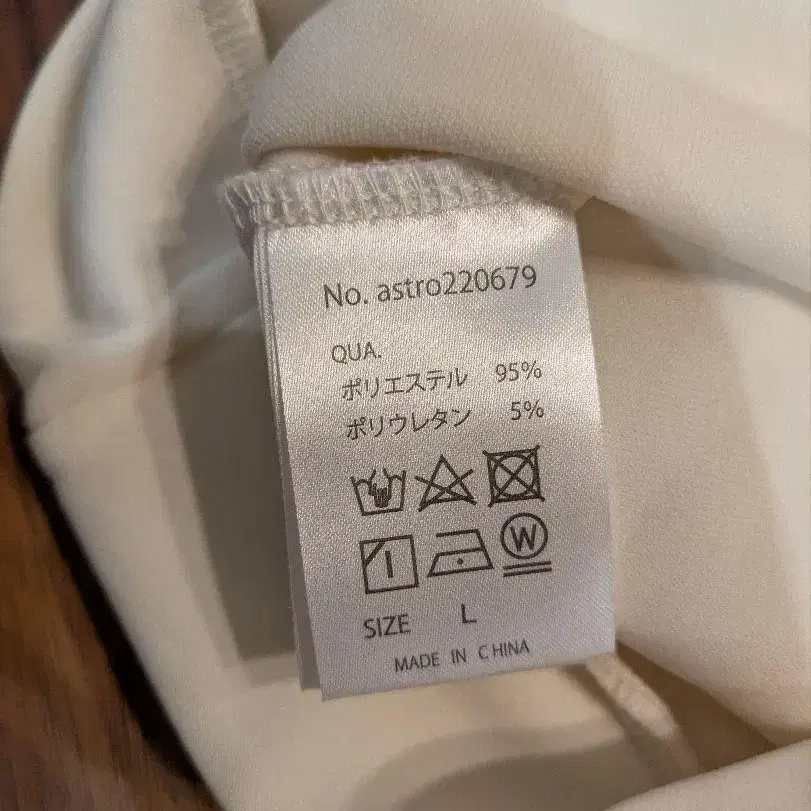 No. astro220679
QUA.
ポリエステル 95%
ポリウレタン 5%
W
SIZE L
MADE IN CHINA